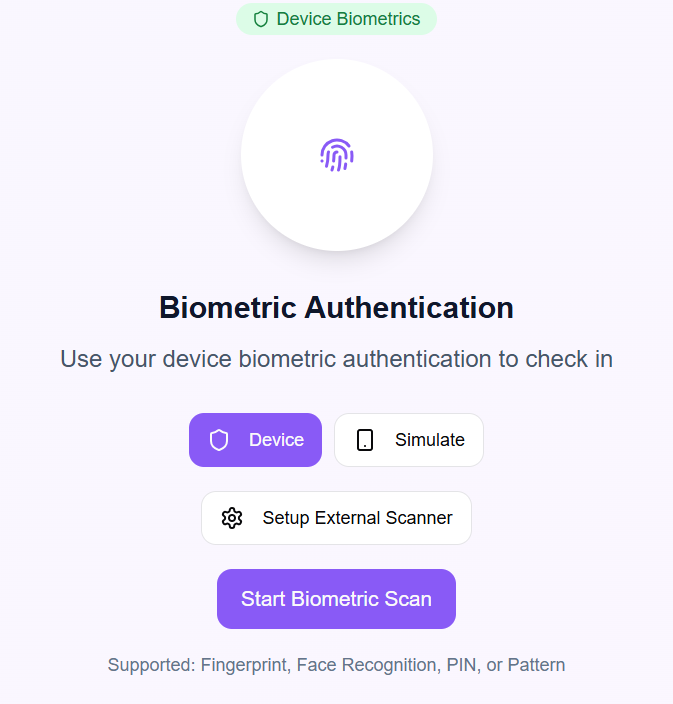 Device Biometrics
Biometric Authentication
Use your device biometric authentication to check in
Device Simulate
Setup External Scanner
Start Biometric Scan
Supported: Fingerprint, Face Recognition, PIN, or Pattern